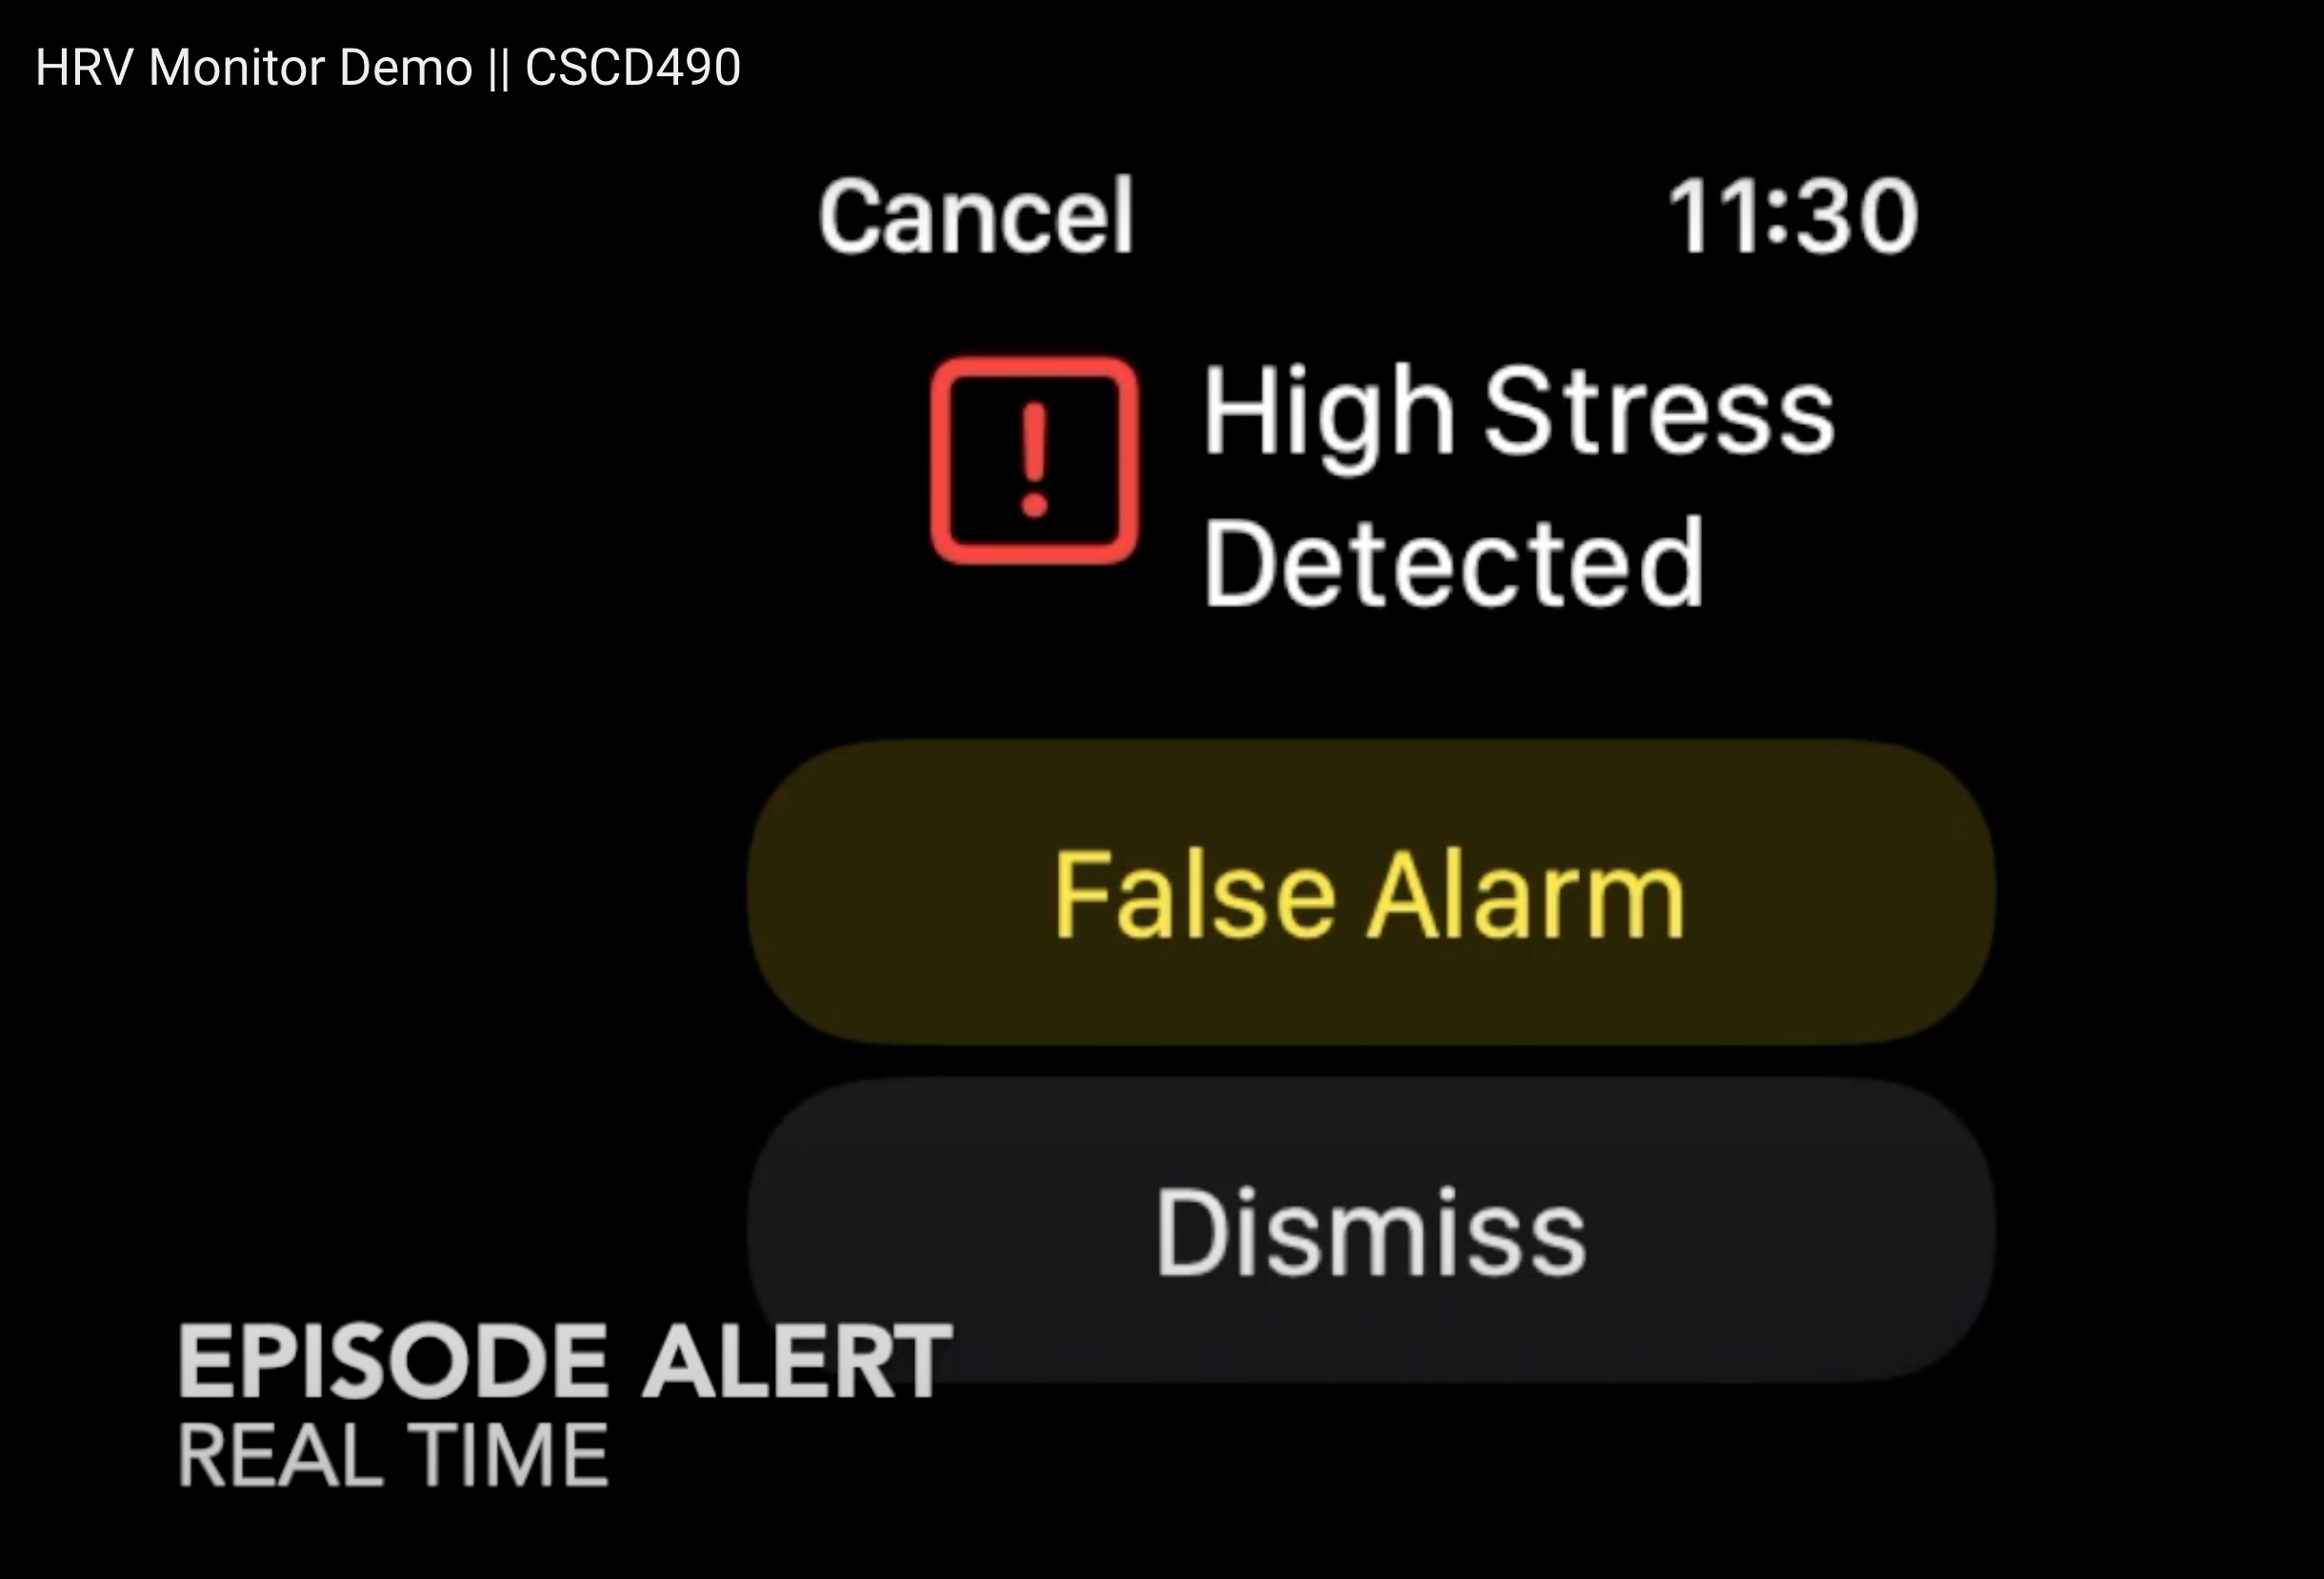 HRV Monitor Demo || CSCD490
Cancel 11:30
High Stress
Detected
False Alarm
Dismiss
EPISODE ALERT
REAL TIME